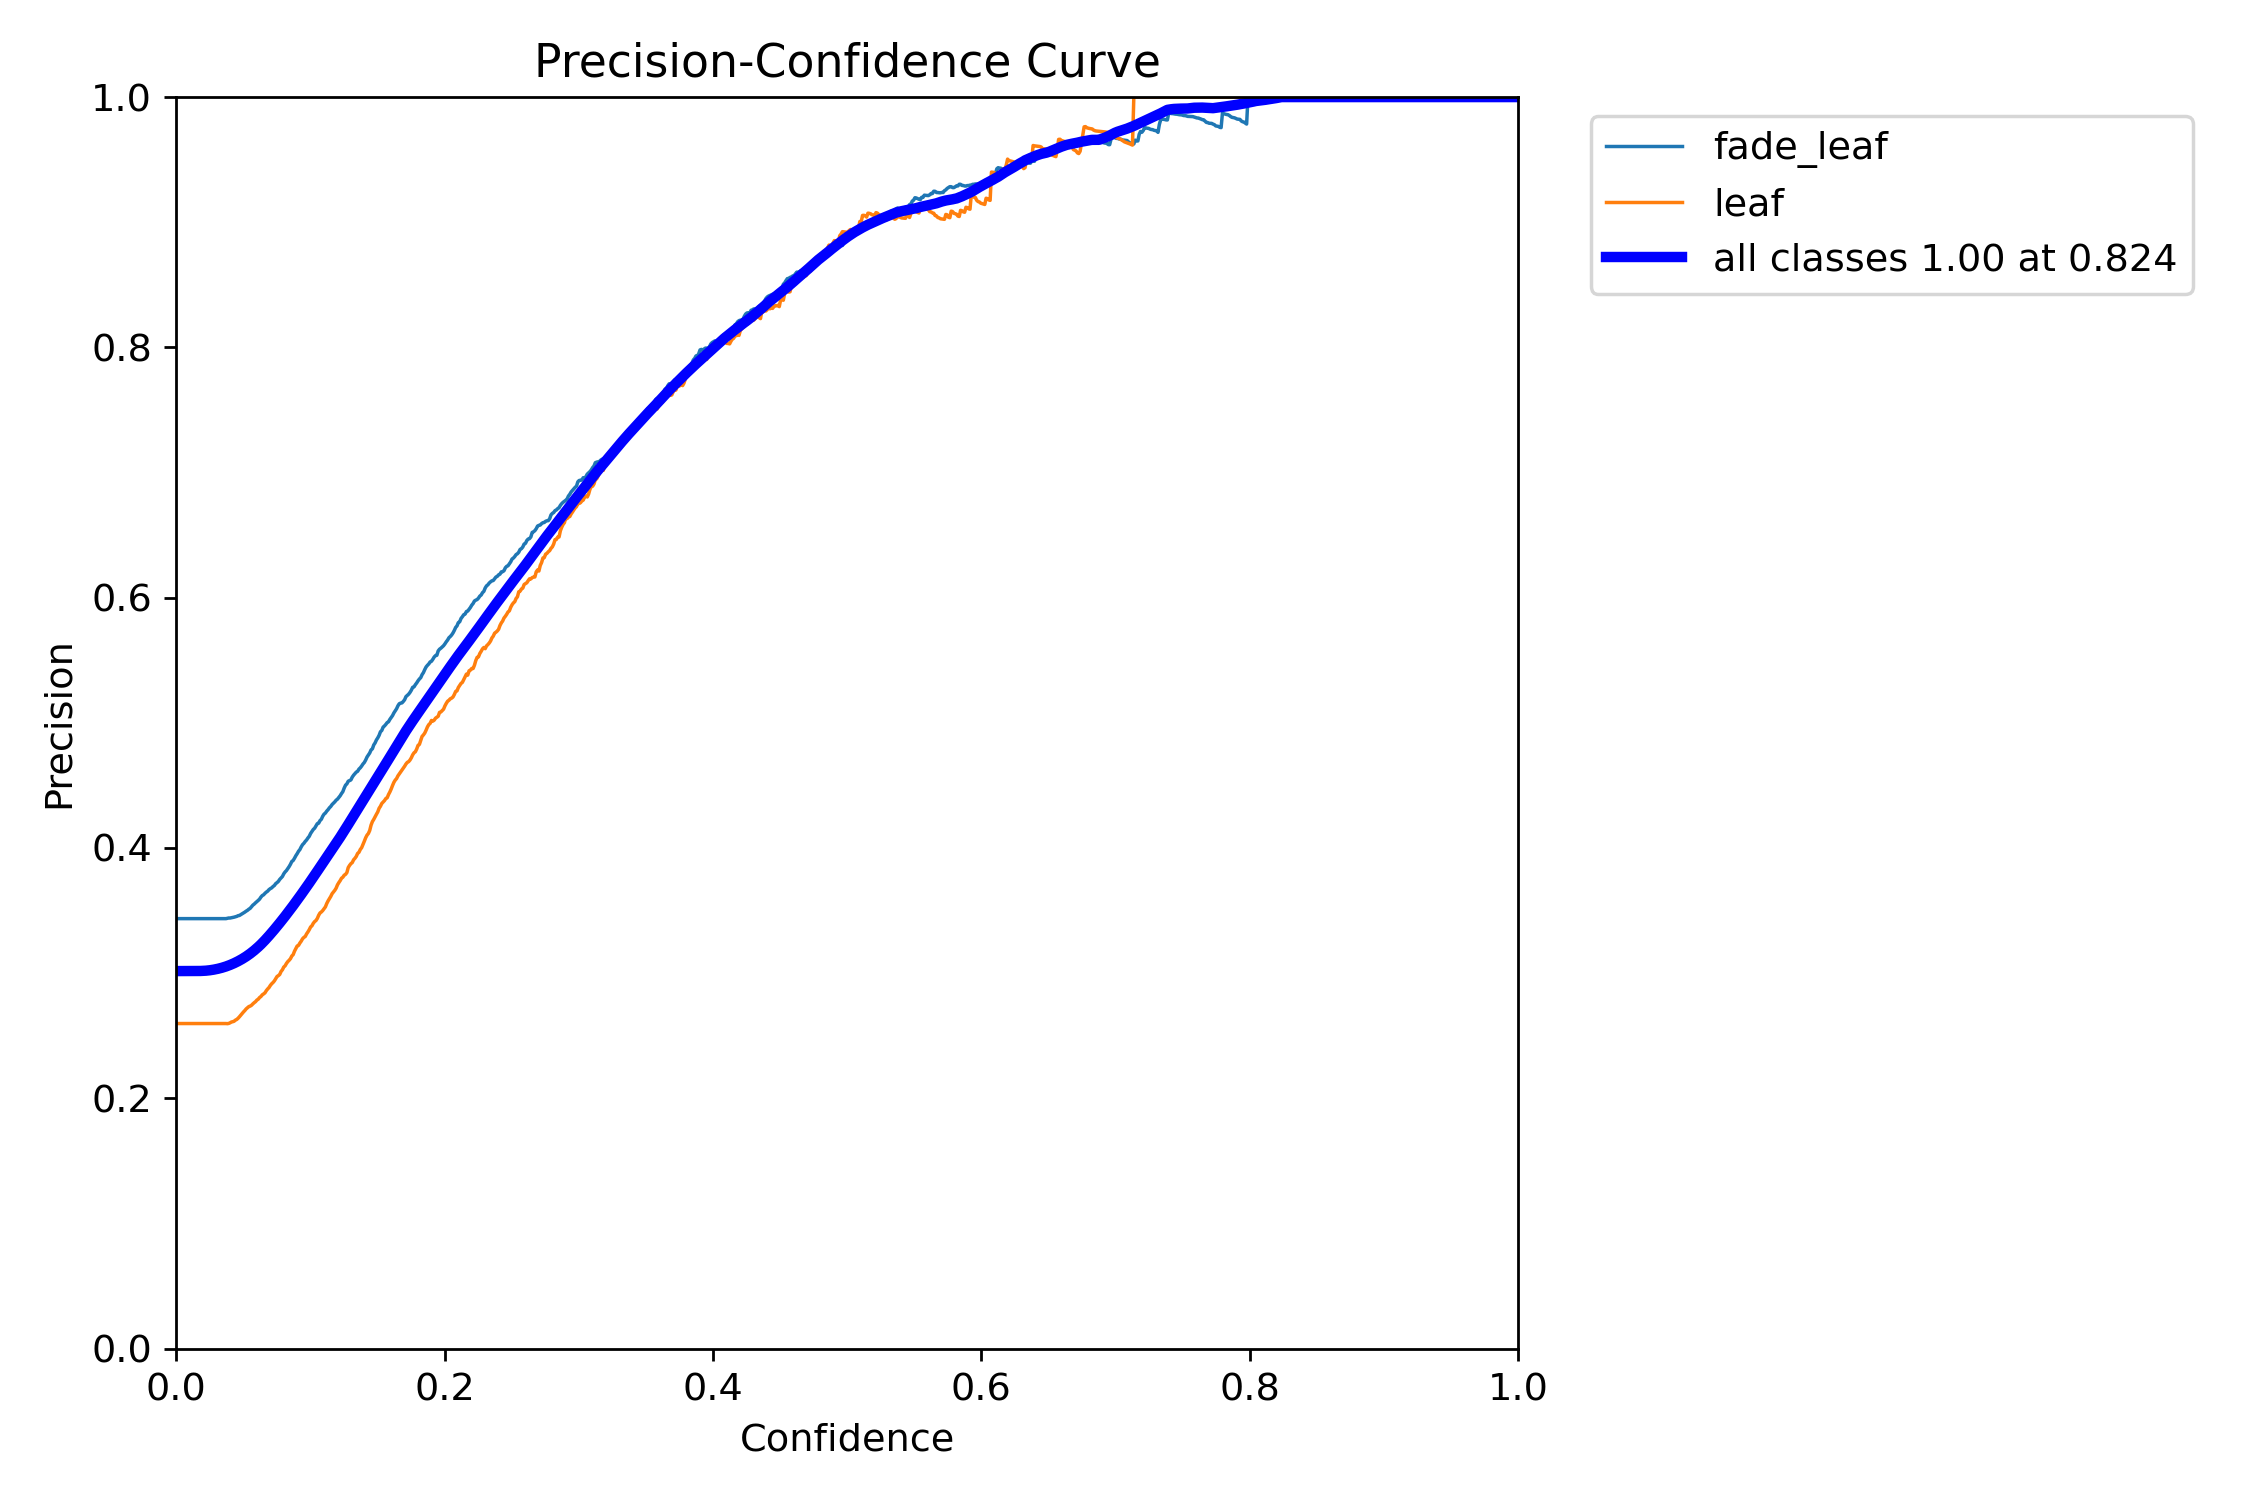 Precision-Confidence Curve
1.0
0.8
0.6
0.4
0.2
0.0
Precision
0.0 0.2 0.4 0.6 0.8 1.0
Confidence
fade_leaf
leaf
all classes 1.00 at 0.824